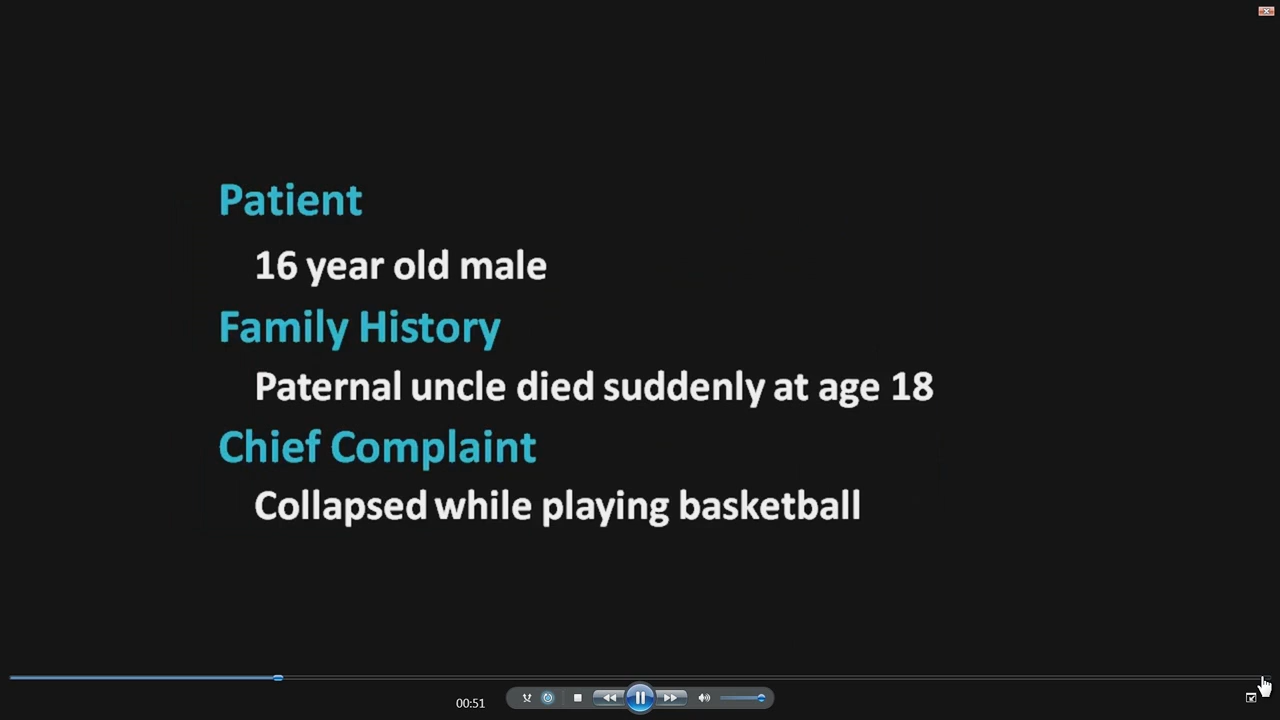 Patient
16 year old male
Family History
Paternal uncle died suddenly at age 18
Chief Complaint
Collapsed while playing basketball
00:51